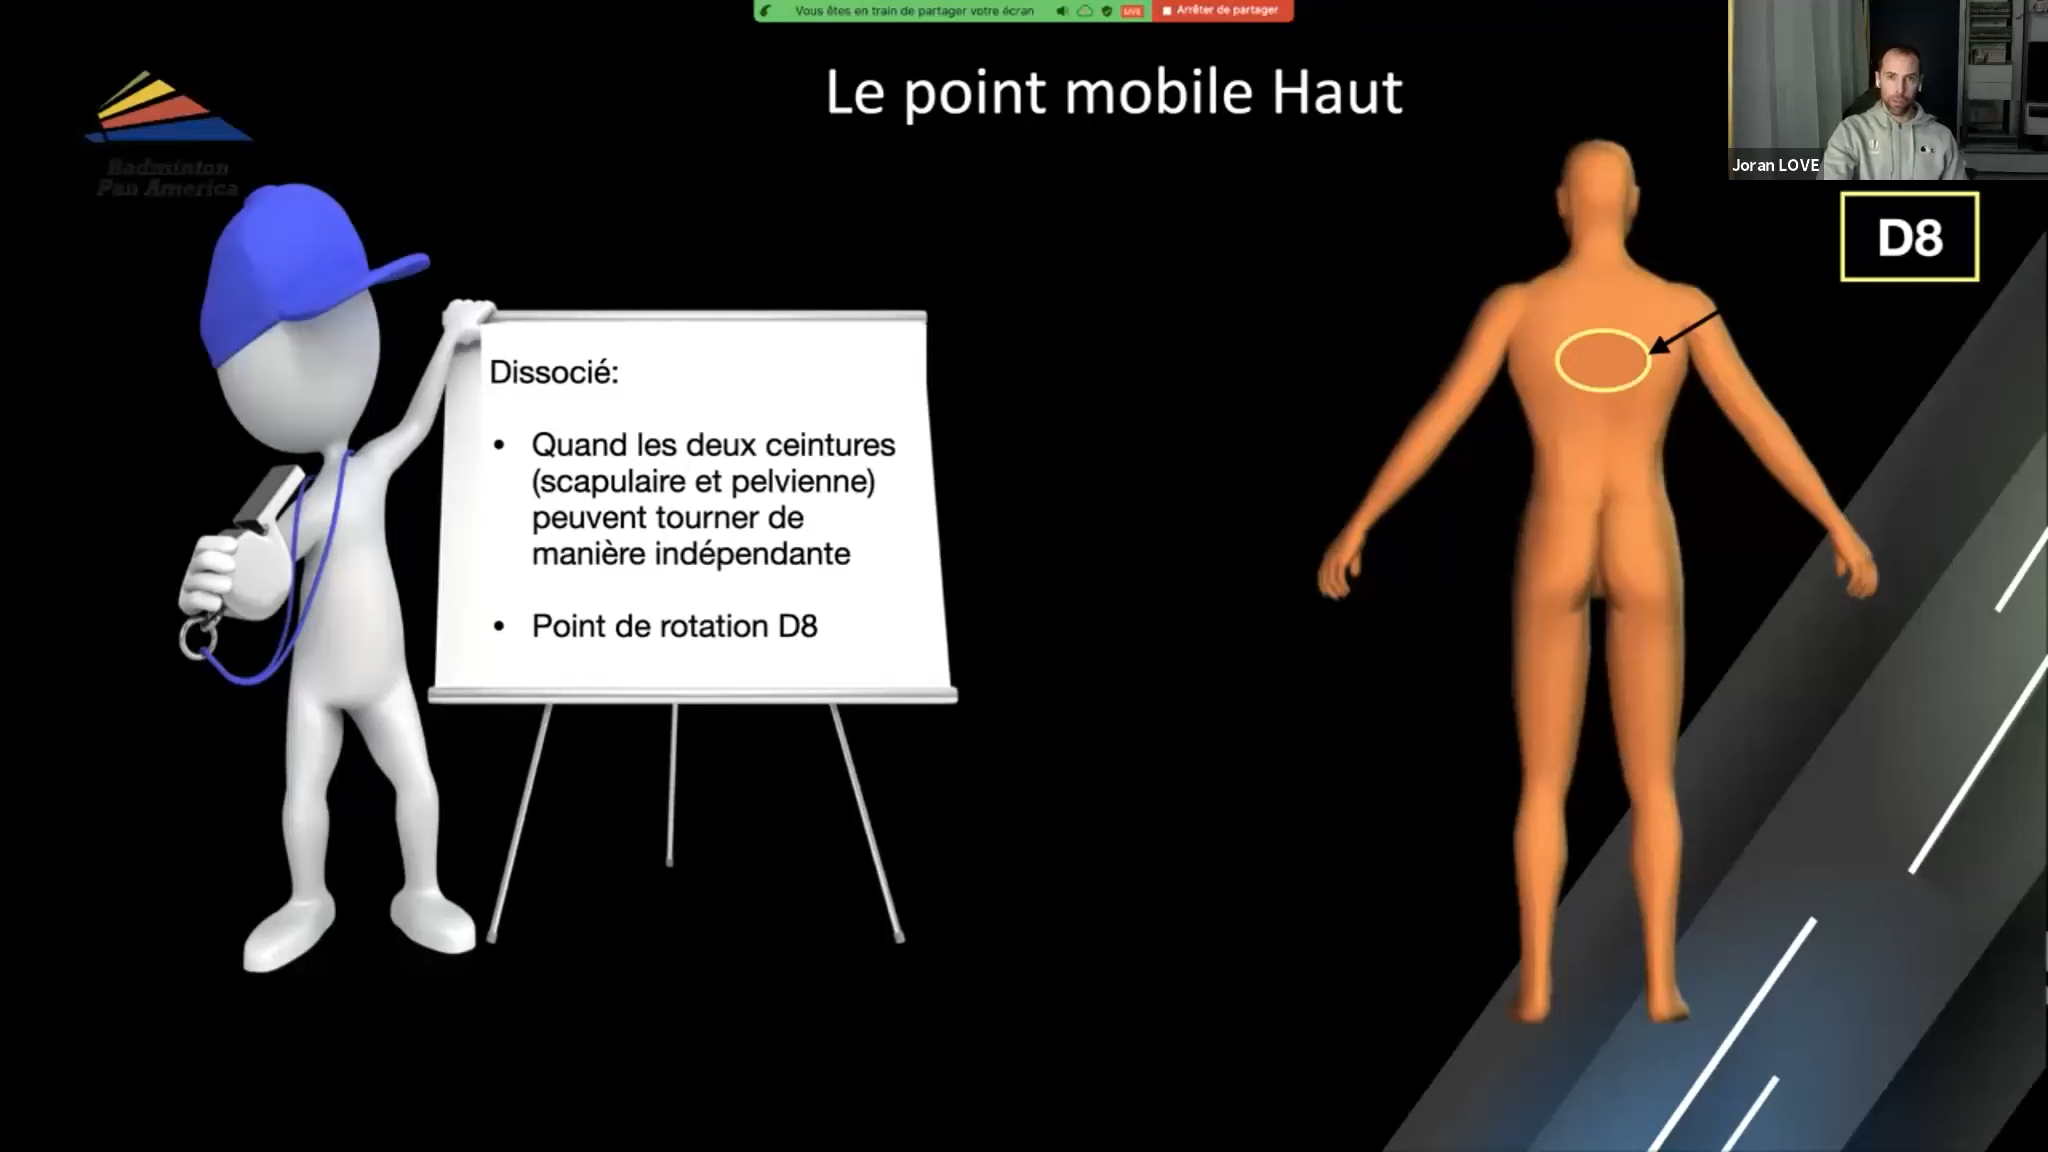 Vous êtes en train de partager votre écran
LIVE
Arrêter de partager
Le point mobile Haut
Badminton
Pan America
Joran LOVE
D8
Dissocié:
• Quand les deux ceintures
(scapulaire et pelvienne)
peuvent tourner de
manière indépendante
• Point de rotation D8